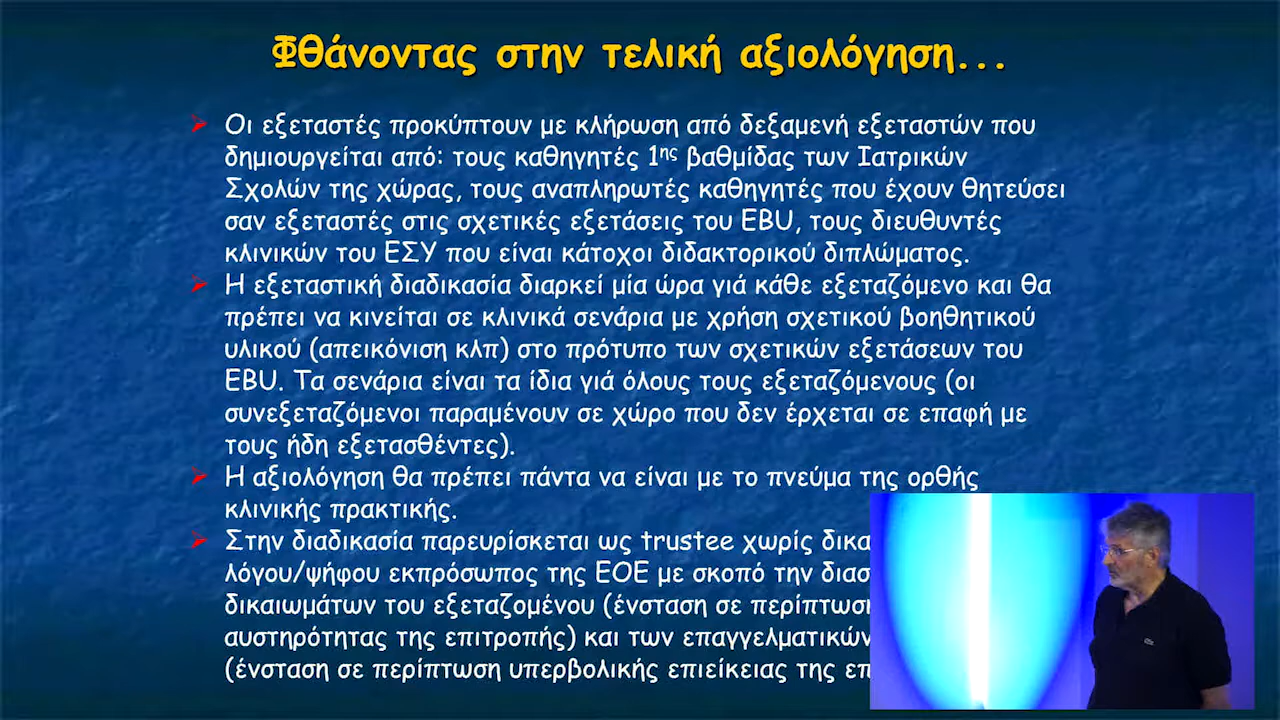 Φθάνοντας στην τελική αξιολόγηση...
Οι εξεταστές προκύπτουν με κλήρωση από δεξαμενή εξεταστών που
δημιουργείται από: τους καθηγητές 1ης βαθμίδας των Ιατρικών
Σχολών της χώρας, τους αναπληρωτές καθηγητές που έχουν θητεύσει
σαν εξεταστές στις σχετικές εξετάσεις του EBU, τους διευθυντές
κλινικών του ΕΣΥ που είναι κάτοχοι διδακτορικού διπλώματος.
Η εξεταστική διαδικασία διαρκεί μία ώρα γιά κάθε εξεταζόμενο και θα
πρέπει να κινείται σε κλινικά σενάρια με χρήση σχετικού βοηθητικού
υλικού (απεικόνιση κλπ) στο πρότυπο των σχετικών εξετάσεων του
EBU. Τα σενάρια είναι τα ίδια γιά όλους τους εξεταζόμενους (οι
συνεξεταζόμενοι παραμένουν σε χώρο που δεν έρχεται σε επαφή με
τους ήδη εξετασθέντες).
Η αξιολόγηση θα πρέπει πάντα να είναι με το πνεύμα της ορθής
κλινικής πρακτικής.
Στην διαδικασία παρευρίσκεται ως trustee χωρίς
λόγου/ψήφου εκπρόσωπος της ΕΟΕ με σκοπό την
δικαιωμάτων του εξεταζομένου (ένσταση σε
αυστηρότητας της επιτροπής) και των επαγγελματικών
(ένσταση σε περίπτωση υπερβολικής επιείκειας της